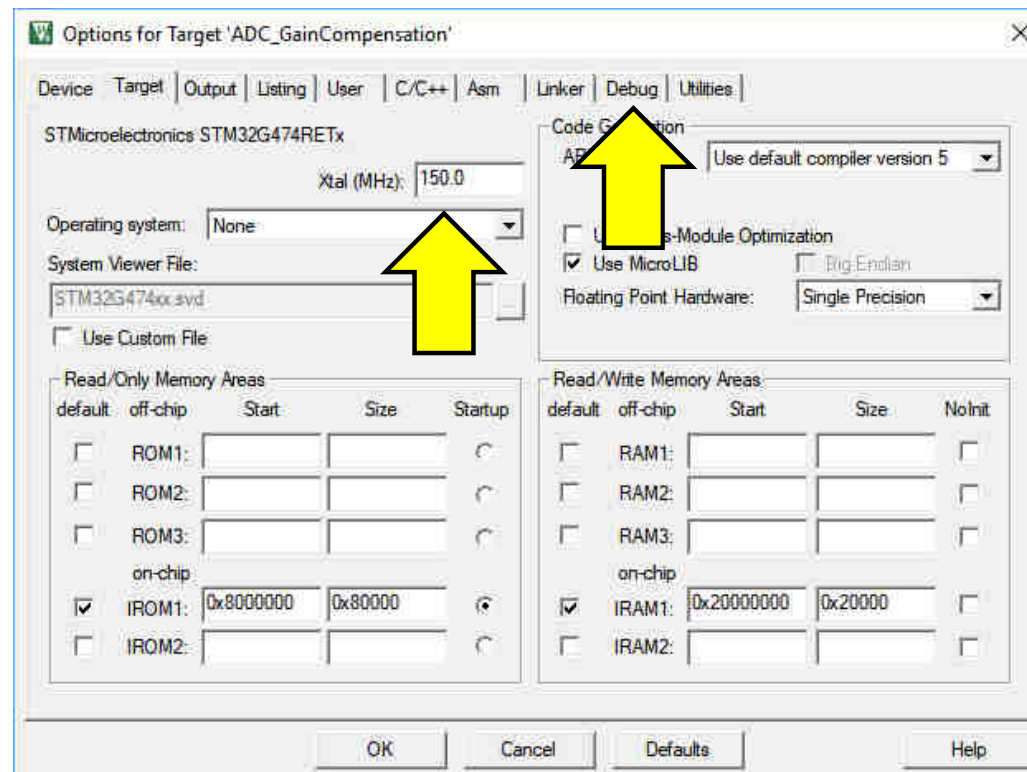 Options for Target 'ADC_GainCompensation'
Device Target Output Listing User C/C++ Asm Linker Debug Utilities
STMicroelectronics STM32G474RETx
Xtal (MHz): 150.0
Operating system: None
System Viewer File:
STM32G474xx.svd ...
Use Custom File
Code
Use default compiler version 5
-Module Optimization
Use MicroLIB Big Endian
Floating Point Hardware: Single Precision
Read/Only Memory Areas
default off-chip Start Size Startup
ROM1:
ROM2:
ROM3:
on-chip
IROM1: 0x8000000 0x80000
IROM2:
Read/Write Memory Areas
default off-chip Start Size NoInit
RAM1:
RAM2:
RAM3:
on-chip
IRAM1: 0x20000000 0x20000
IRAM2:
OK Cancel Defaults Help